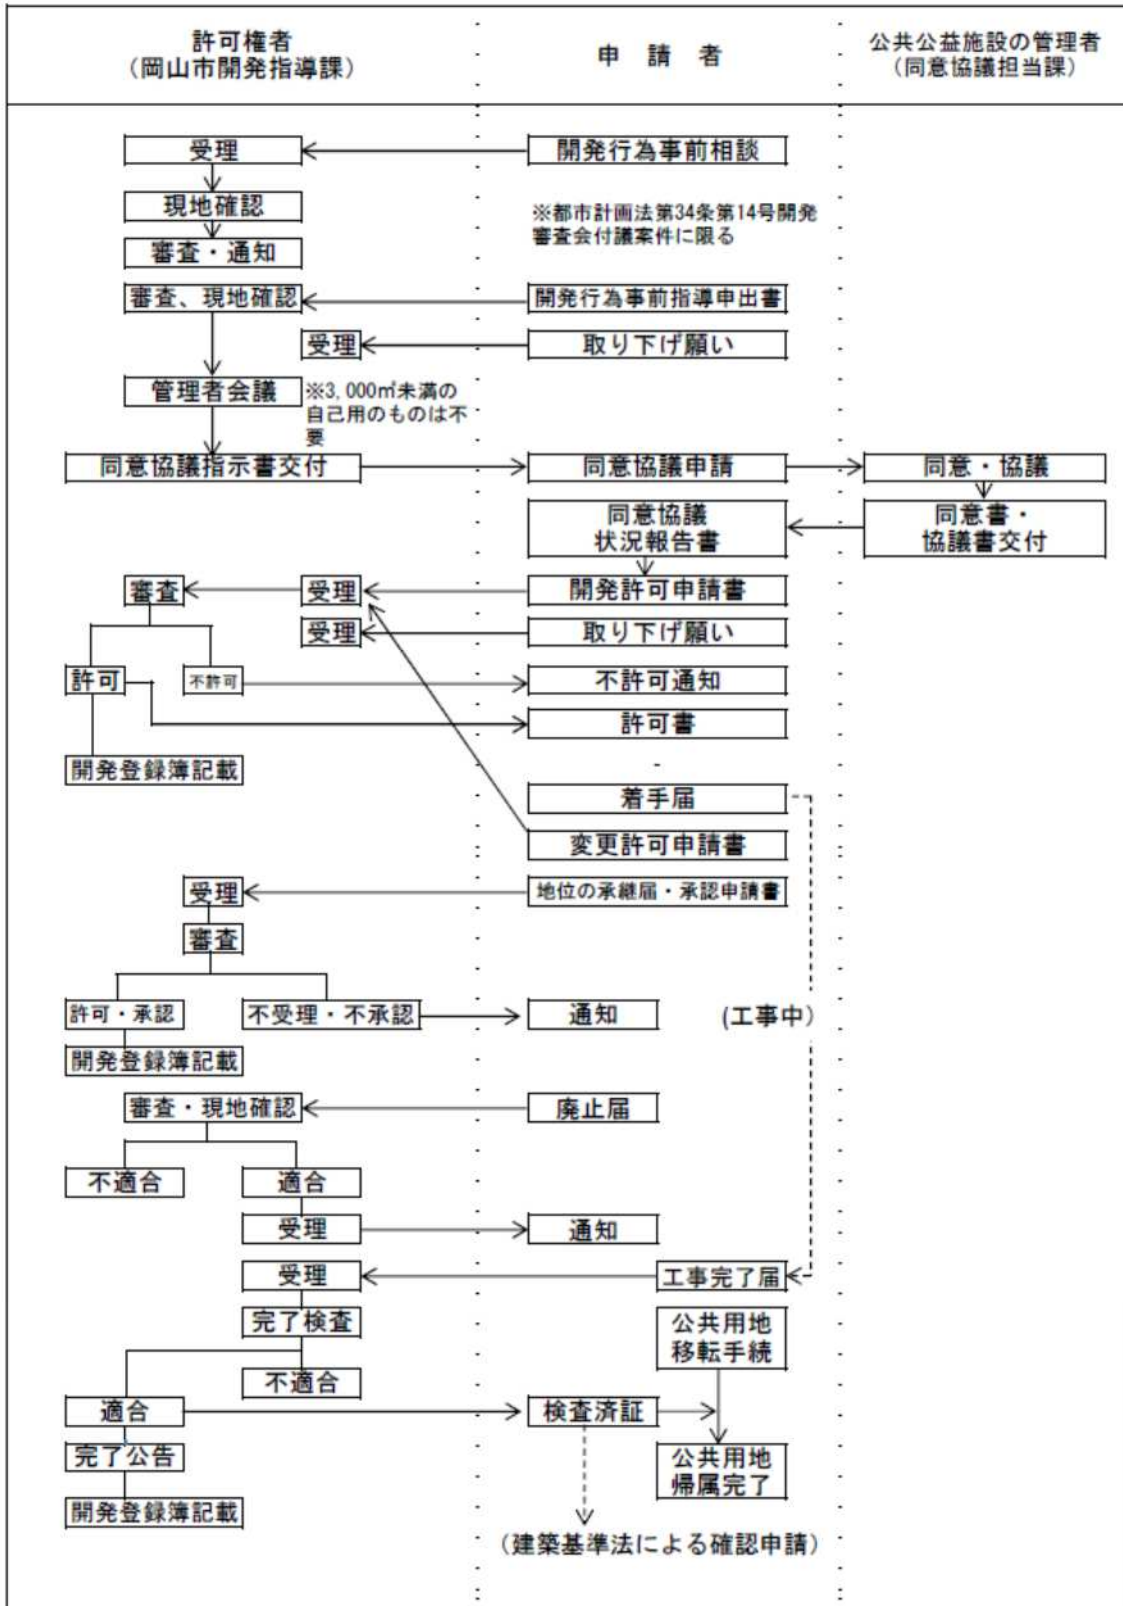 許可権者
（岡山市開発指導課）
申　請　者
公共公益施設の管理者
（同意協議担当課）
受理
開発行為事前相談
現地確認
※都市計画法第34条第14号開発
審査会付議案件に限る
審査・通知
審査、現地確認
開発行為事前指導申出書
受理
取り下げ願い
管理者会議
※3,000㎡未満の
自己用のものは不
要
同意協議指示書交付
同意協議申請
同意・協議
同意協議
状況報告書
同意書・
協議書交付
審査
受理
開発許可申請書
受理
取り下げ願い
許可
不許可
不許可通知
許可書
開発登録簿記載
着手届
変更許可申請書
受理
地位の承継届・承認申請書
審査
許可・承認
不受理・不承認
通知
(工事中)
開発登録簿記載
審査・現地確認
廃止届
不適合
適合
受理
通知
受理
工事完了届
完了検査
公共用地
移転手続
不適合
適合
検査済証
完了公告
公共用地
帰属完了
開発登録簿記載
(建築基準法による確認申請)